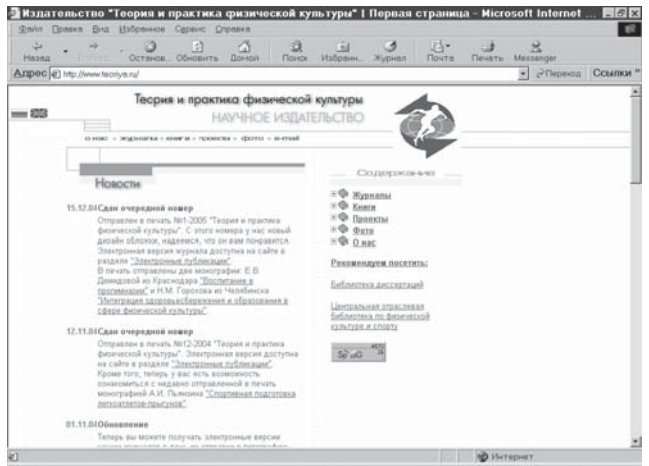 Издательство "Теория и практика физической культуры" | Первая страница - Microsoft Internet ...
Файл Правка Вид Избранное Сервис Справка
Назад Останов... Обновить Домой Поиск Избранн... Журнал Почта Печать Messenger
Адрес http://www.teoriya.ru/ Переход Ссылки "
Теория и практика физической культуры
НАУЧНОЕ ИЗДАТЕЛЬСТВО
о нас журналы книги проекты фото e-mail
Новости
15.12.04 Сдан очередной номер
Отправлен в печать №1-2005 "Теория и практика
физической культуры". С этого номера у нас новый
дизайн обложки, надеемся, что он вам понравится.
Электронная версия журнала доступна на сайте в
разделе "Электронные публикации".
В печать отправлены две монографии: Е.В.
Демидовой из Краснодара "Воспитание в
прогимназии" и Н.М. Горохова из Челябинска
"Интеграция здоровьесбережения и образования в
сфере физической культуры".
12.11.04 Сдан очередной номер
Отправлен в печать №12-2004 "Теория и практика
физической культуры". Электронная версия доступна
на сайте в разделе "Электронные публикации".
Кроме того, теперь у вас есть возможность
ознакомиться с недавно отправленной в печать
монографией А.И. Пьянзина "Спортивная подготовка
легкоатлетов-прыгунов".
01.11.04 Обновление
Теперь вы можете получать электронные версии
Содержание
Журналы
Книги
Проекты
Фото
О нас
Рекомендуем посетить:
Библиотека диссертаций
Центральная отраслевая
библиотека по физической
культуре и спорту
Интернет